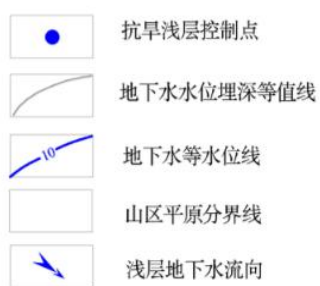 抗旱浅层控制点
地下水水位埋深等值线
10 地下水等水位线
山区平原分界线
浅层地下水流向